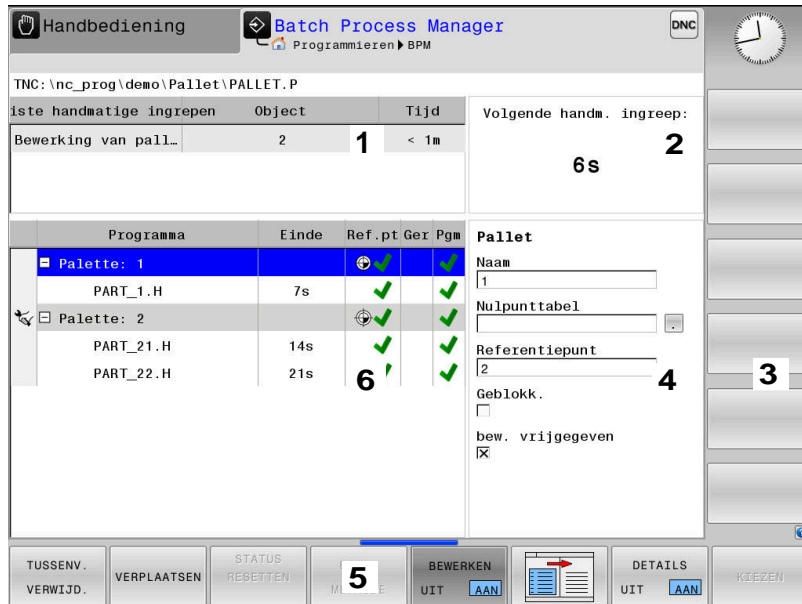 Handbediening
Batch Process Manager
DNC
Programmieren BPM
TNC:\nc_prog\demo\Pallet\PALLET.P
iste handmatige ingrepen Object Tijd
Bewerking van pall… 2 1 < 1m
Volgende handm. ingreep:
2
6s
Programma Einde Ref.pt Ger Pgm
Palette: 1
PART_1.H 7s
Palette: 2
PART_21.H 14s
PART_22.H 21s
6
Pallet
Naam
1
Nulpunttabel
.
Referentiepunt
2
4
Geblokk.
bew. vrijgegeven
3
TUSSENV.
VERWIJD.
VERPLAATSEN
STATUS
RESETTEN
5
BEWERKEN
UIT AAN
DETAILS
UIT AAN
KIEZEN